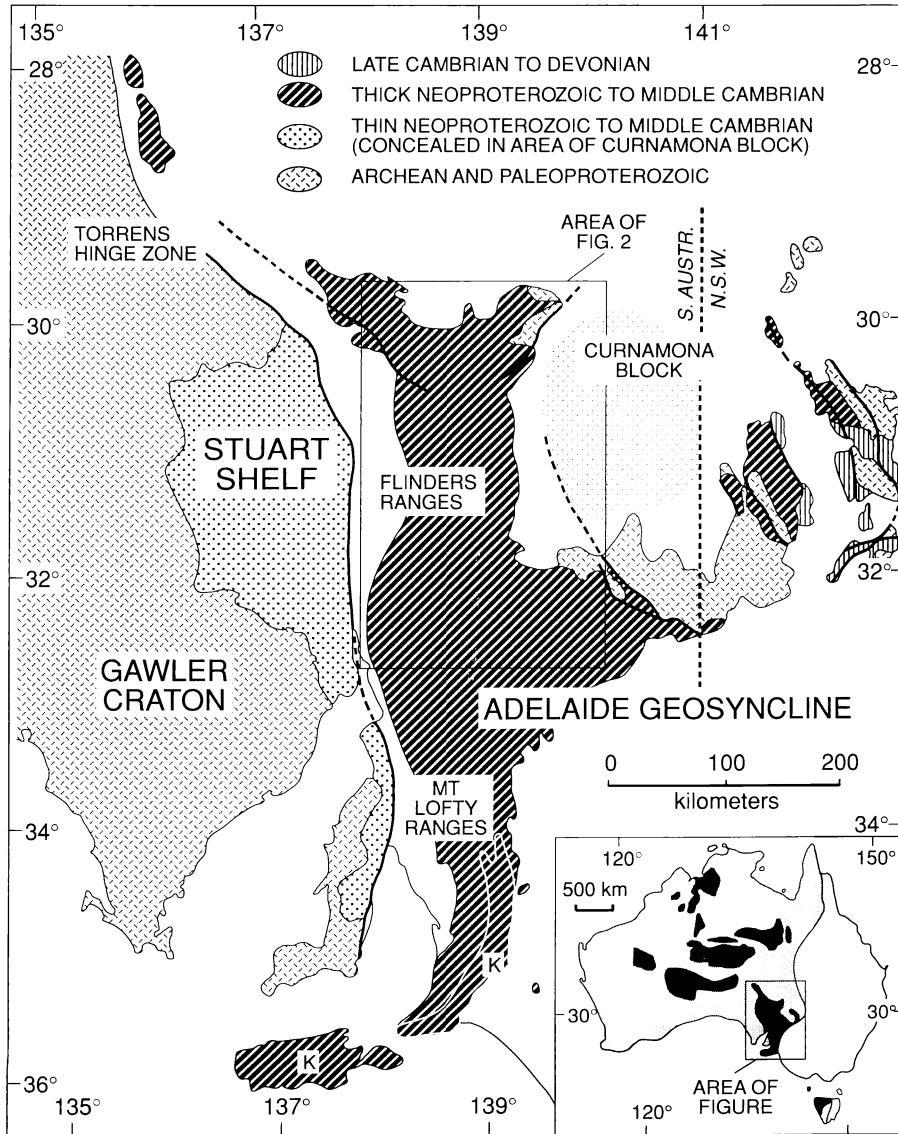 135° 137° 139° 141°
28° 28°
LATE CAMBRIAN TO DEVONIAN
THICK NEOPROTEROZOIC TO MIDDLE CAMBRIAN
THIN NEOPROTEROZOIC TO MIDDLE CAMBRIAN
(CONCEALED IN AREA OF CURNAMONA BLOCK)
ARCHEAN AND PALEOPROTEROZOIC
TORRENS
HINGE ZONE
AREA OF
FIG. 2
S. AUSTR.
N.S.W.
30° 30°
CURNAMONA
BLOCK
STUART
SHELF
FLINDERS
RANGES
32° 32°
GAWLER
CRATON
ADELAIDE GEOSYNCLINE
0 100 200
kilometers
MT
LOFTY
RANGES
34° 34°
120° 150°
500 km
K
30° 30°
K
AREA OF
FIGURE
120°
36°
135° 137° 139°